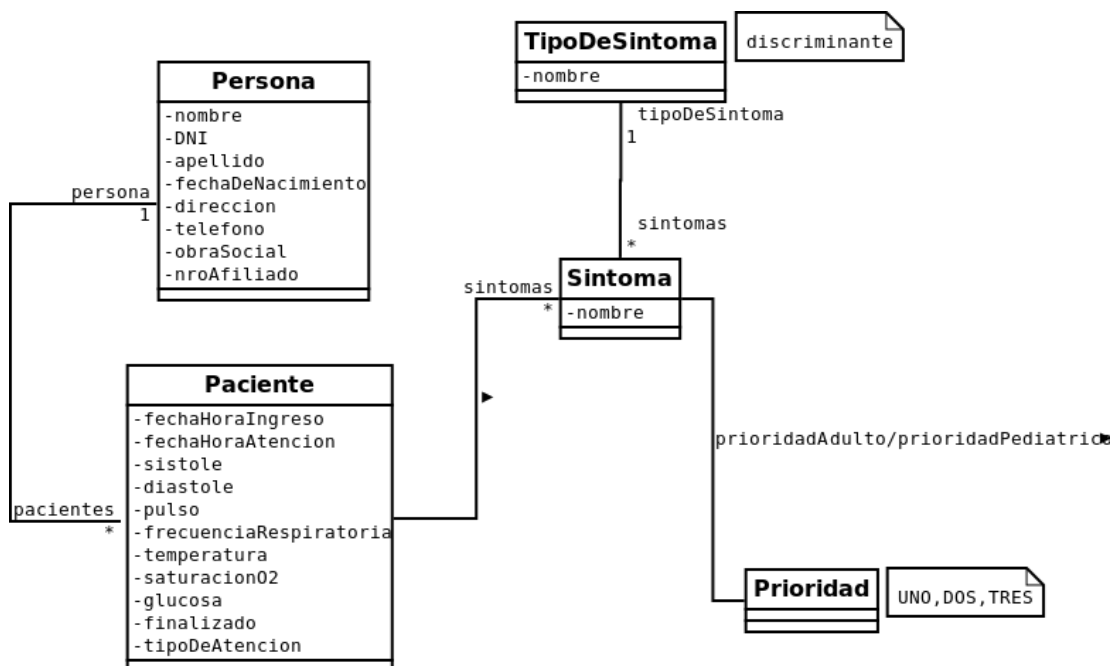 TipoDeSintoma
-nombre
discriminante
tipoDeSintoma
1
Persona
-nombre
-DNI
-apellido
-fechaDeNacimiento
-direccion
-telefono
-obraSocial
-nroAfiliado
persona
1
sintomas
*
Sintoma
-nombre
sintomas
*
Paciente
-fechaHoraIngreso
-fechaHoraAtencion
-sistole
-diastole
-pulso
-frecuenciaRespiratoria
-temperatura
-saturacionO2
-glucosa
-finalizado
-tipoDeAtencion
pacientes
*
prioridadAdulto/prioridadPediatrica
Prioridad
UNO,DOS,TRES